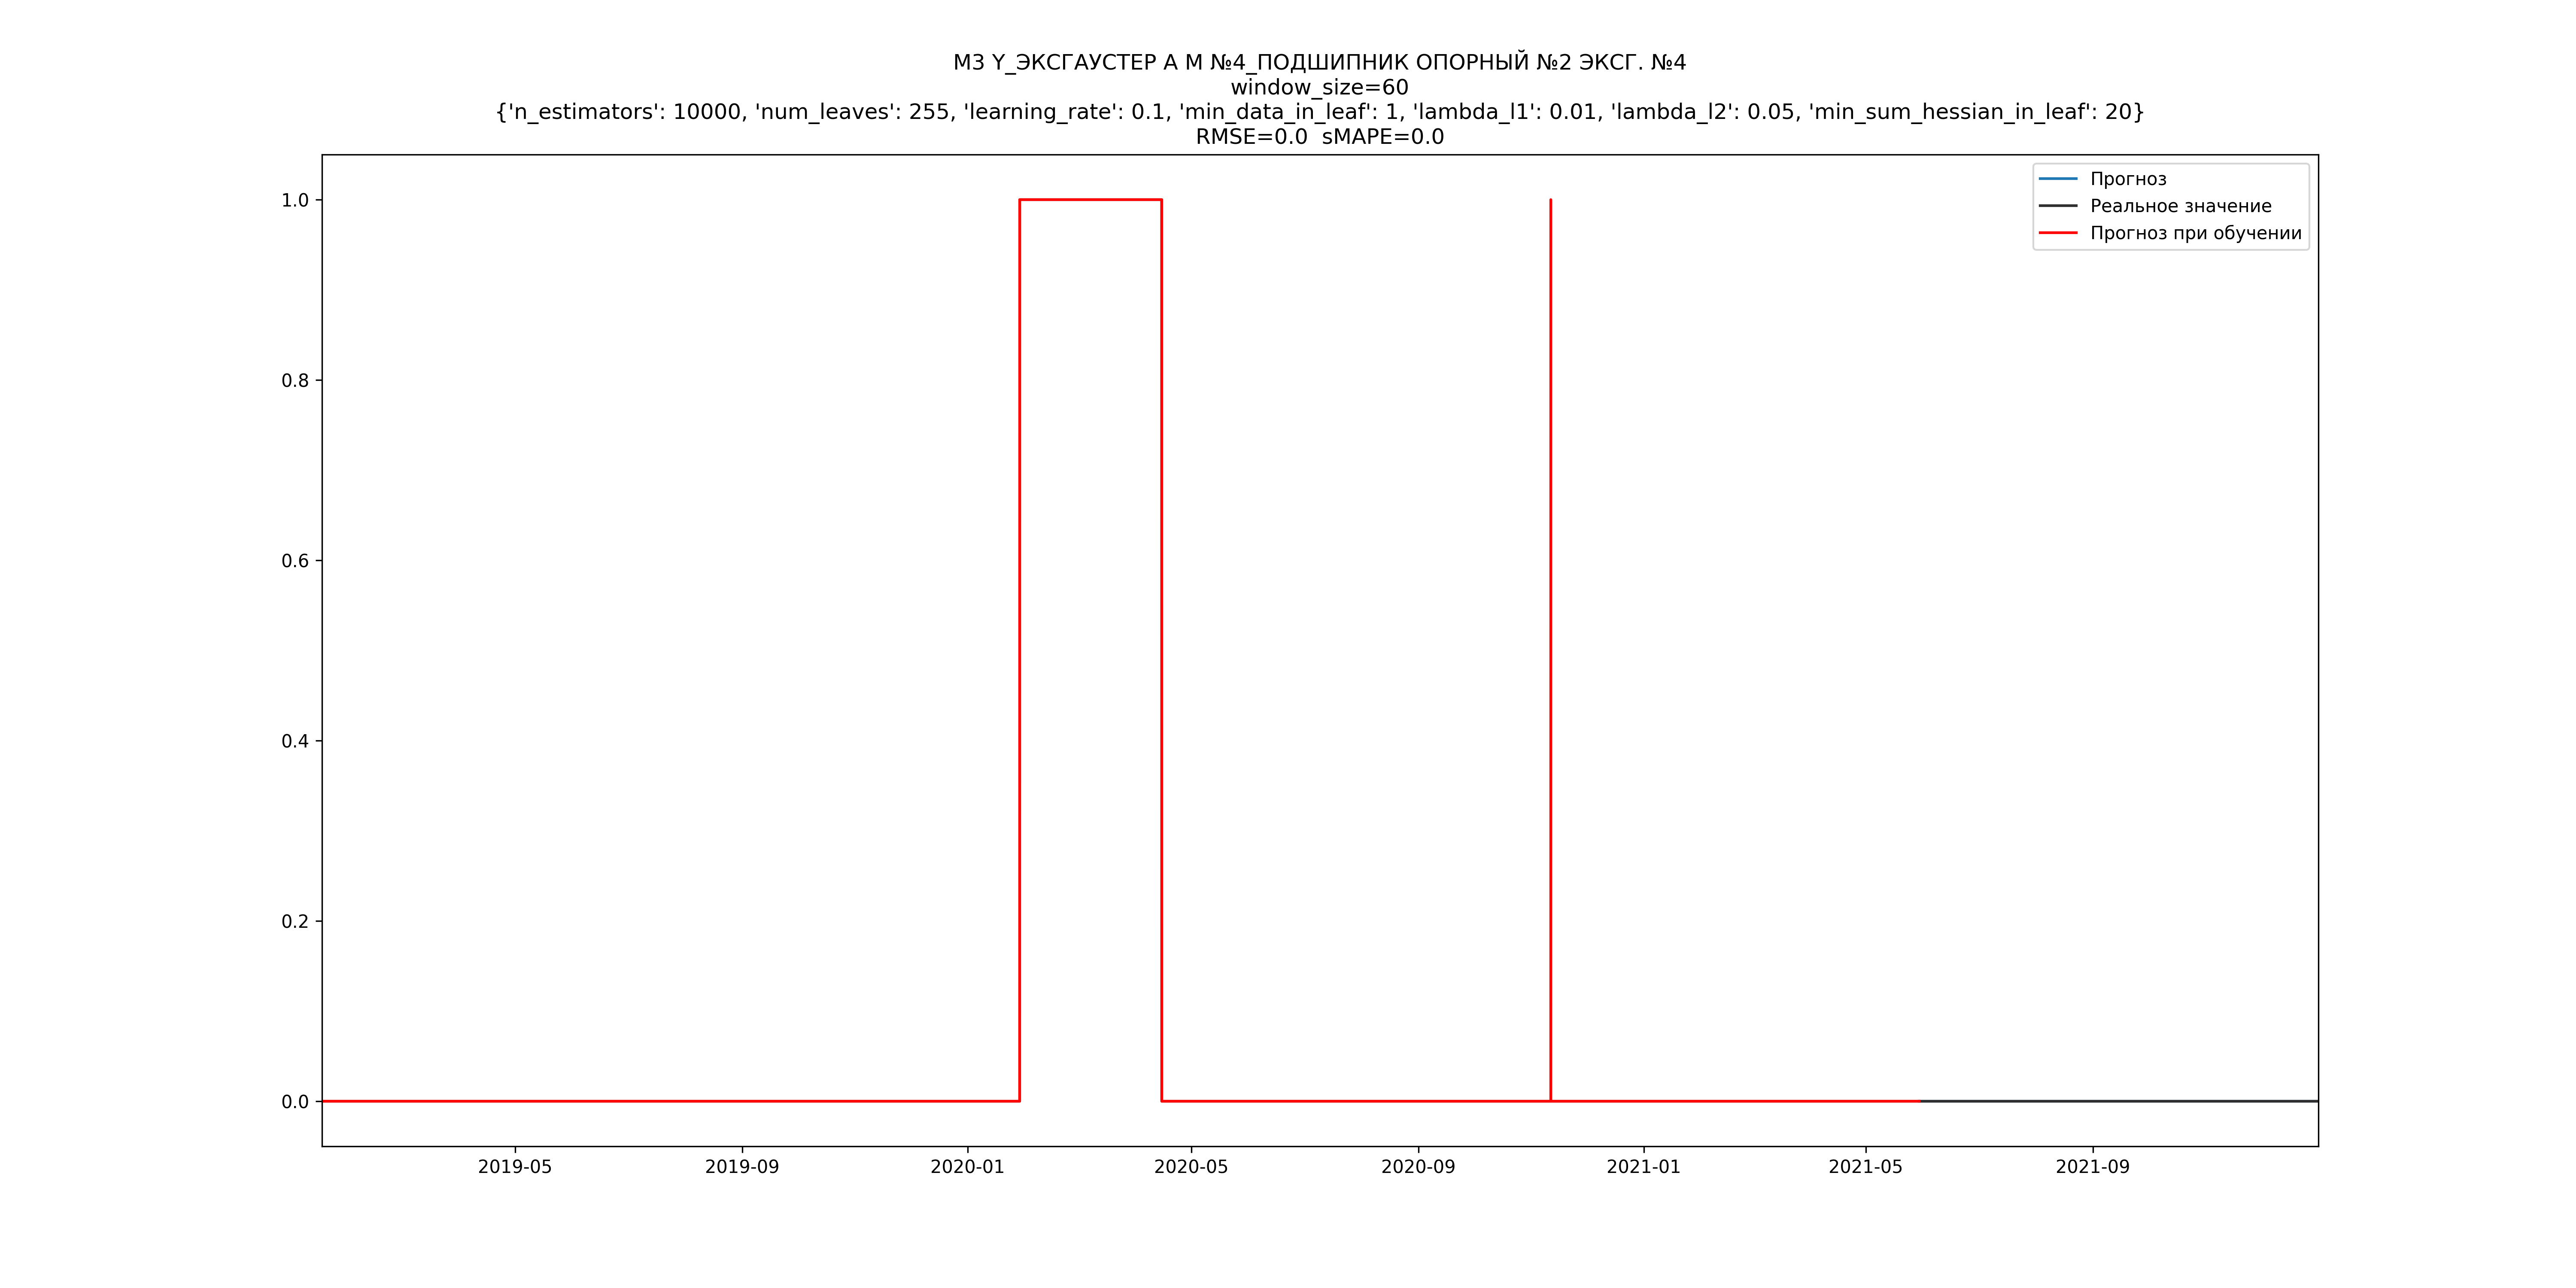 М3 Y_ЭКСГАУСТЕР А М №4_ПОДШИПНИК ОПОРНЫЙ №2 ЭКСГ. №4
window_size=60
{'n_estimators': 10000, 'num_leaves': 255, 'learning_rate': 0.1, 'min_data_in_leaf': 1, 'lambda_l1': 0.01, 'lambda_l2': 0.05, 'min_sum_hessian_in_leaf': 20}
RMSE=0.0  sMAPE=0.0
Прогноз
Реальное значение
Прогноз при обучении
1.0
0.8
0.6
0.4
0.2
0.0
2019-05 2019-09 2020-01 2020-05 2020-09 2021-01 2021-05 2021-09